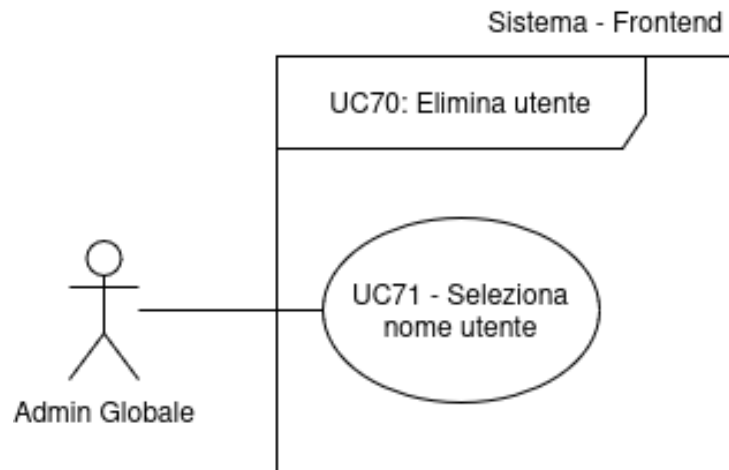 Sistema - Frontend
UC70: Elimina utente
UC71 - Seleziona
nome utente
Admin Globale